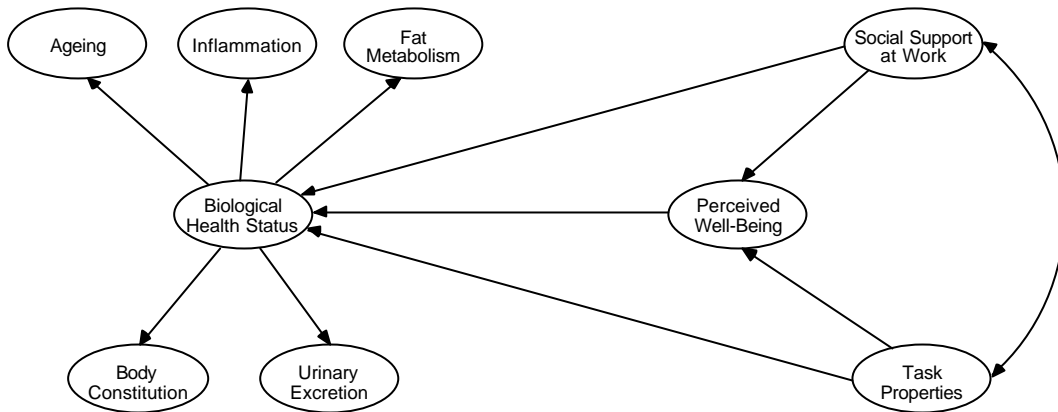 Ageing
Inflammation
Fat
Metabolism
Social Support
at Work
Biological
Health Status
Perceived
Well-Being
Body
Constitution
Urinary
Excretion
Task
Properties